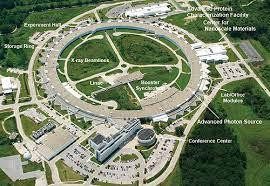 Advanced Protein
Characterization Facility
Center for
Nanoscale Materials
Experiment Hall
Storage Ring
X-ray Beamlines
Linac
Booster
Synchrotron
Lab/Office
Modules
Advanced Photon Source
Conference Center